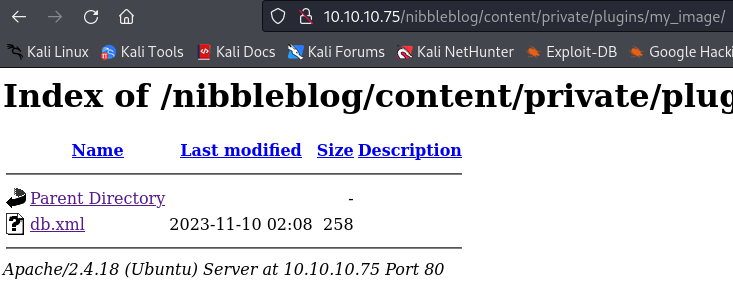 10.10.10.75/nibbleblog/content/private/plugins/my_image/
Kali Linux Kali Tools Kali Docs Kali Forums Kali NetHunter Exploit-DB Google Hacki
Index of /nibbleblog/content/private/plug
Name Last modified Size Description
Parent Directory -
db.xml 2023-11-10 02:08 258
Apache/2.4.18 (Ubuntu) Server at 10.10.10.75 Port 80